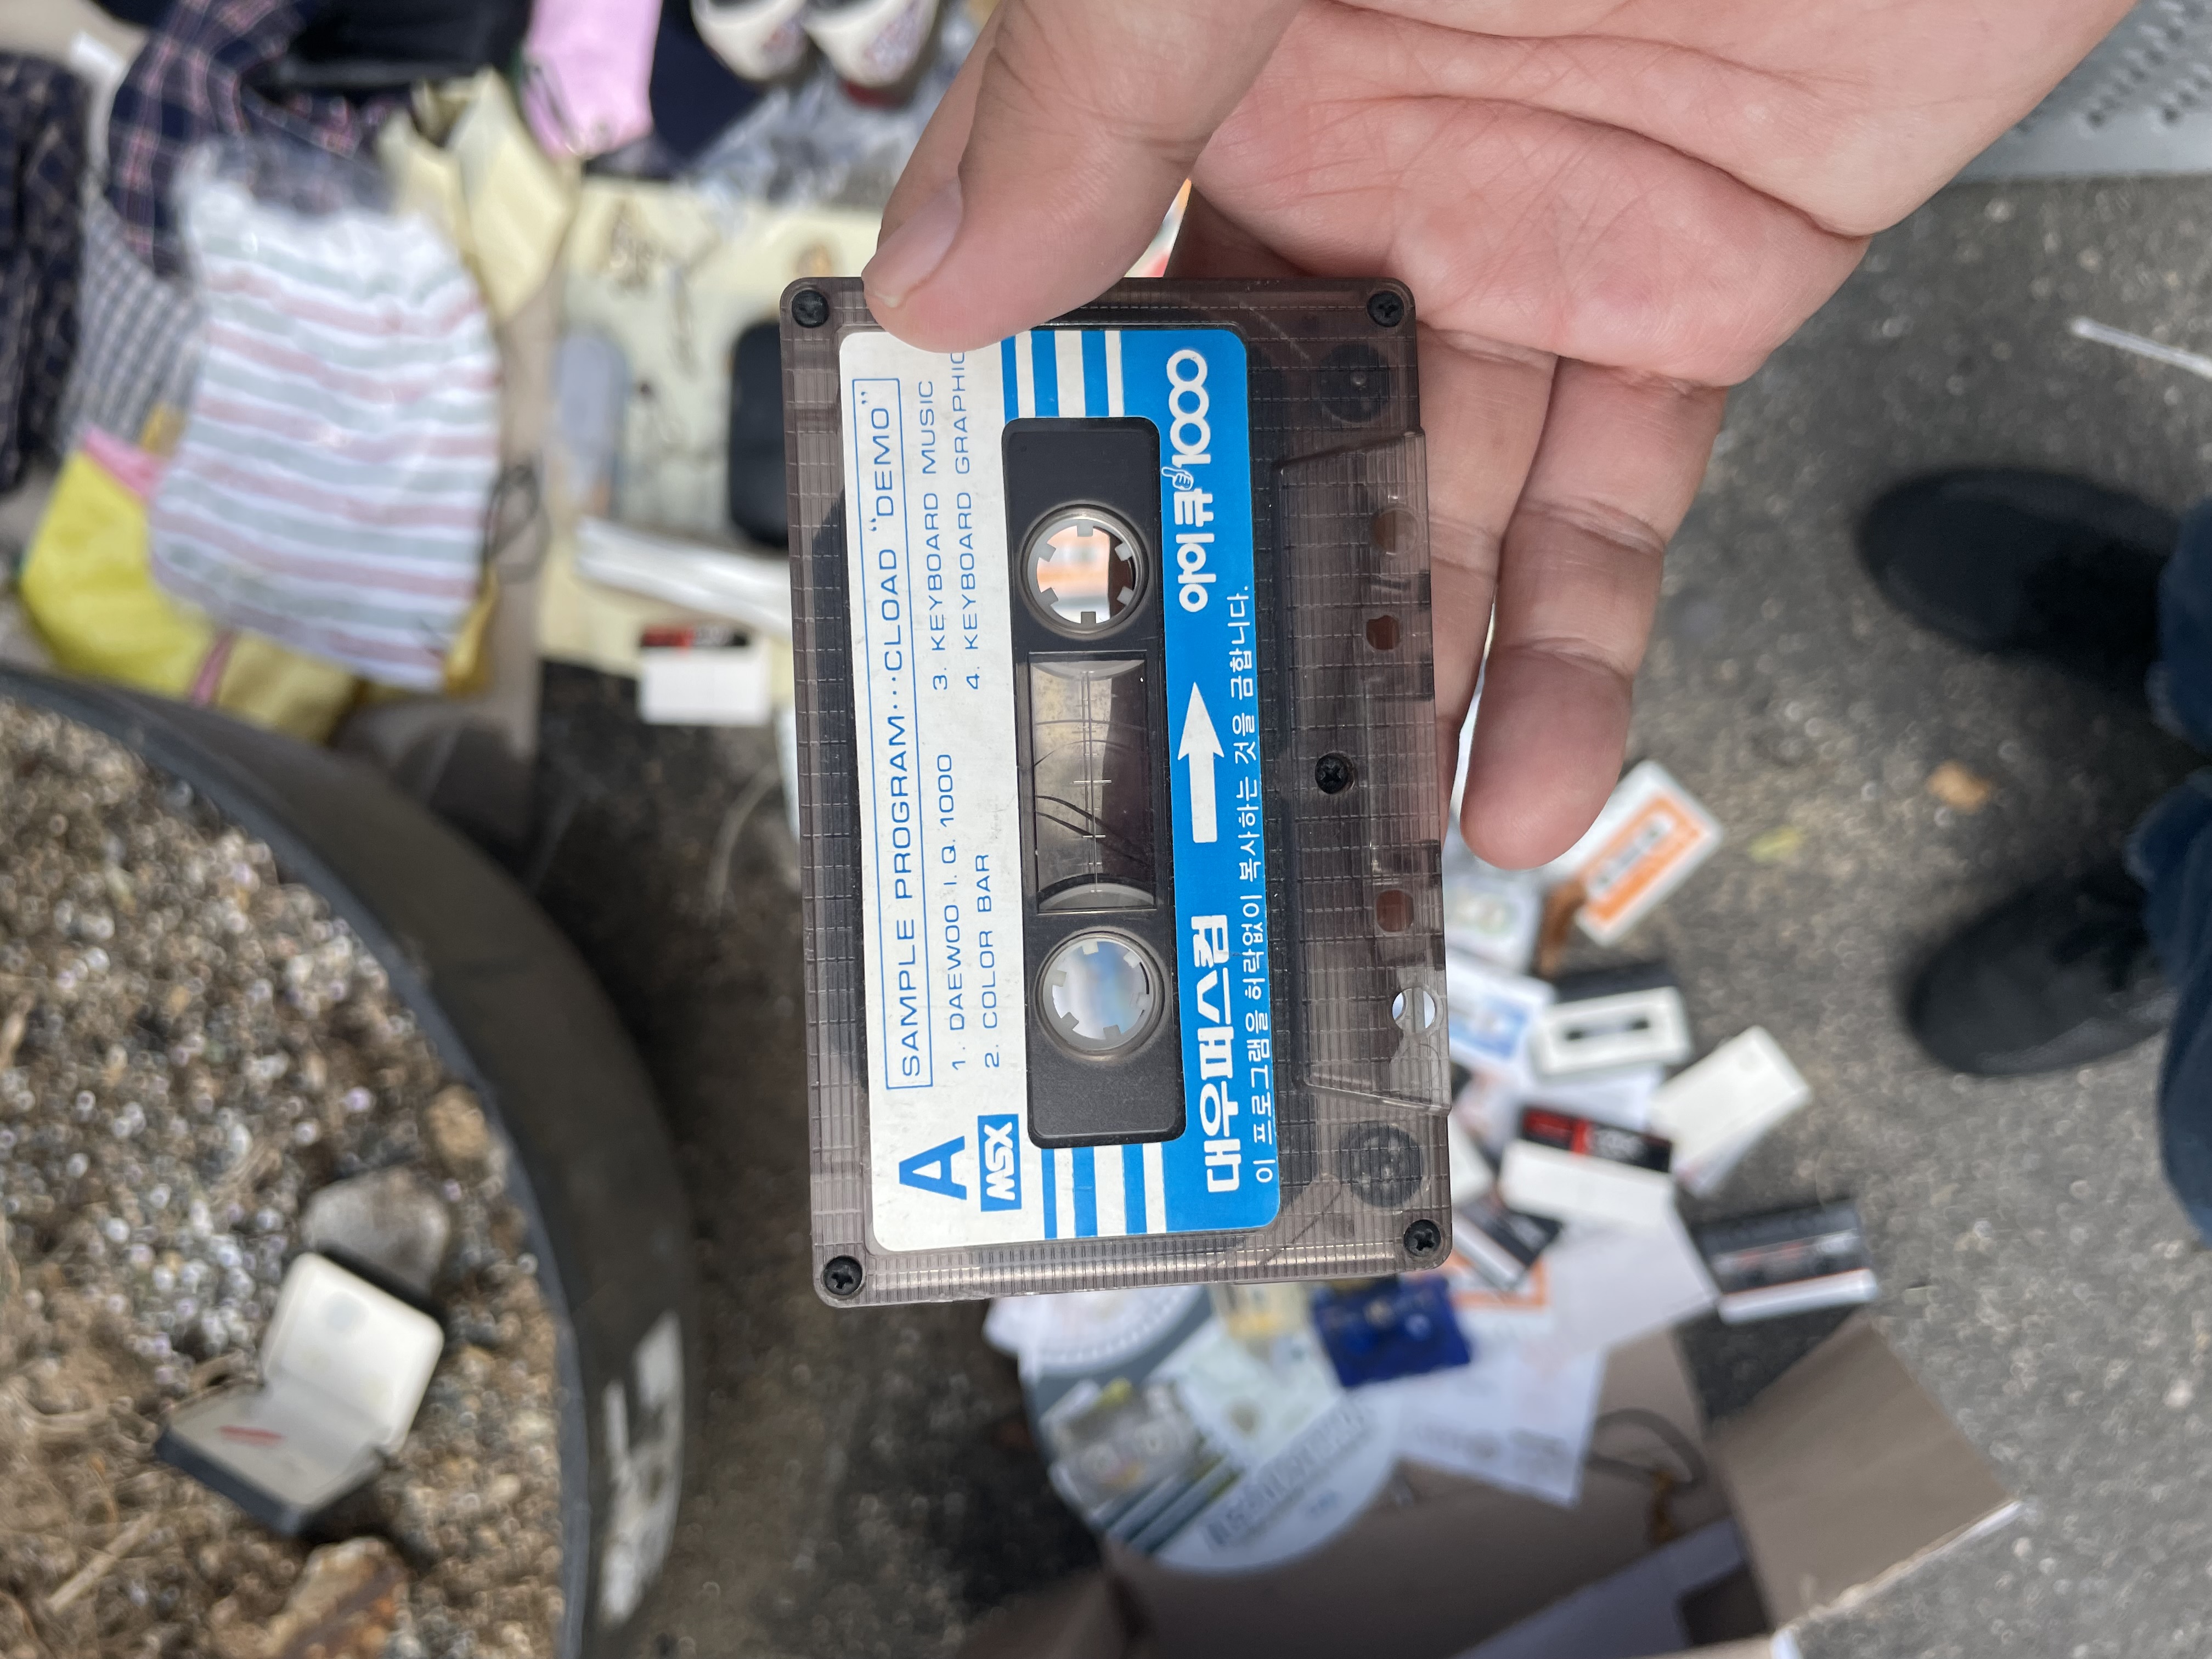 A
MSX
SAMPLE PROGRAM···CLOAD "DEMO"
1. DAEWOO I. Q. 1000
2. COLOR BAR
3. KEYBOARD MUSIC
4. KEYBOARD GRAPHIC
대우퍼스컴
아이큐1000
이 프로그램을 허락없이 복사하는 것을 금합니다.